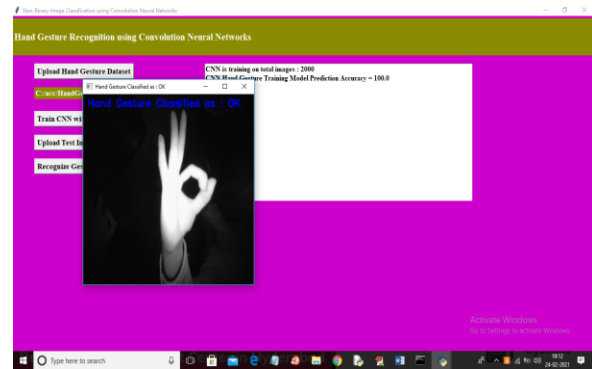 Non-Binary Image Classification using Convolution Neural Networks
Hand Gesture Recognition using Convolution Neural Networks
Upload Hand Gesture Dataset
CNN is training on total images : 2000
CNN Hand Gesture Training Model Prediction Accuracy = 100.0
Hand Gesture Classified as : OK
Train CNN wi
Hand Gesture Classified as : OK
Upload Test Im
Recognize Ges
Activate Windows
Go to Settings to activate Windows.
Type here to search
18:12
24-02-2021